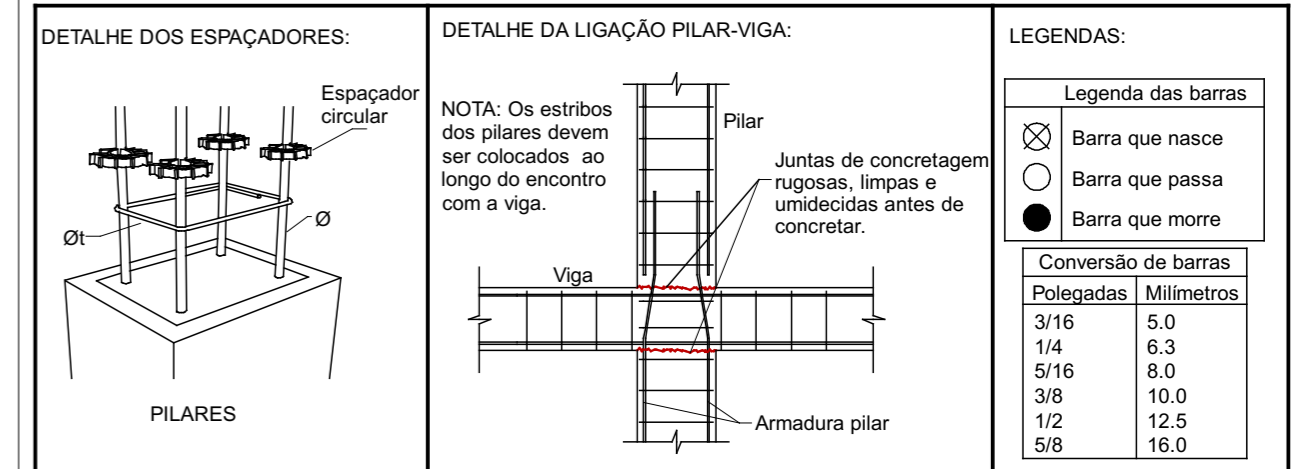 DETALHE DOS ESPAÇADORES:
Espaçador
circular
Øt
Ø
PILARES
DETALHE DA LIGAÇÃO PILAR-VIGA:
NOTA: Os estribos
dos pilares devem
ser colocados ao
longo do encontro
com a viga.
Pilar
Juntas de concretagem
rugosas, limpas e
umidecidas antes de
concretar.
Viga
Armadura pilar
LEGENDAS:
Legenda das barras
Barra que nasce
Barra que passa
Barra que morre
Conversão de barras
Polegadas Milímetros
3/16 5.0
1/4 6.3
5/16 8.0
3/8 10.0
1/2 12.5
5/8 16.0